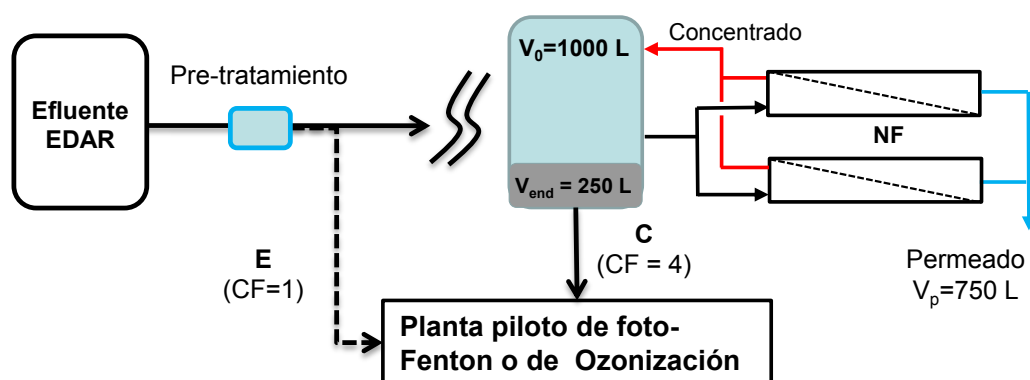 Efluente
EDAR
Pre-tratamiento
V₀=1000 L
V_end = 250 L
Concentrado
NF
Permeado
Vₚ=750 L
C
(CF = 4)
E
(CF=1)
Planta piloto de foto-
Fenton o de Ozonización